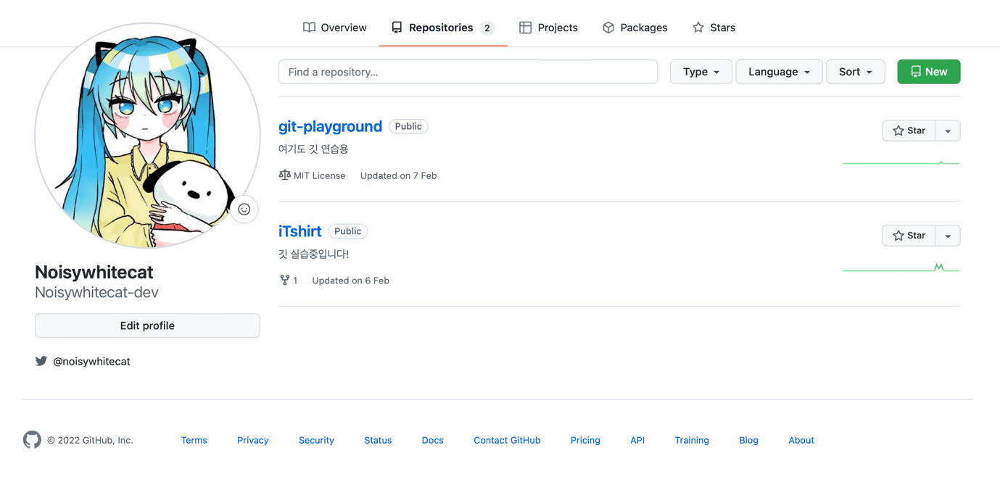 Overview Repositories 2 Projects Packages Stars
Find a repository... Type Language Sort New
git-playground Public Star
여기도 깃 연습용
MIT License Updated on 7 Feb
iTshirt Public Star
깃 실습중입니다!
1 Updated on 6 Feb
Noisywhitecat
Noisywhitecat-dev
Edit profile
@noisywhitecat
© 2022 GitHub, Inc. Terms Privacy Security Status Docs Contact GitHub Pricing API Training Blog About